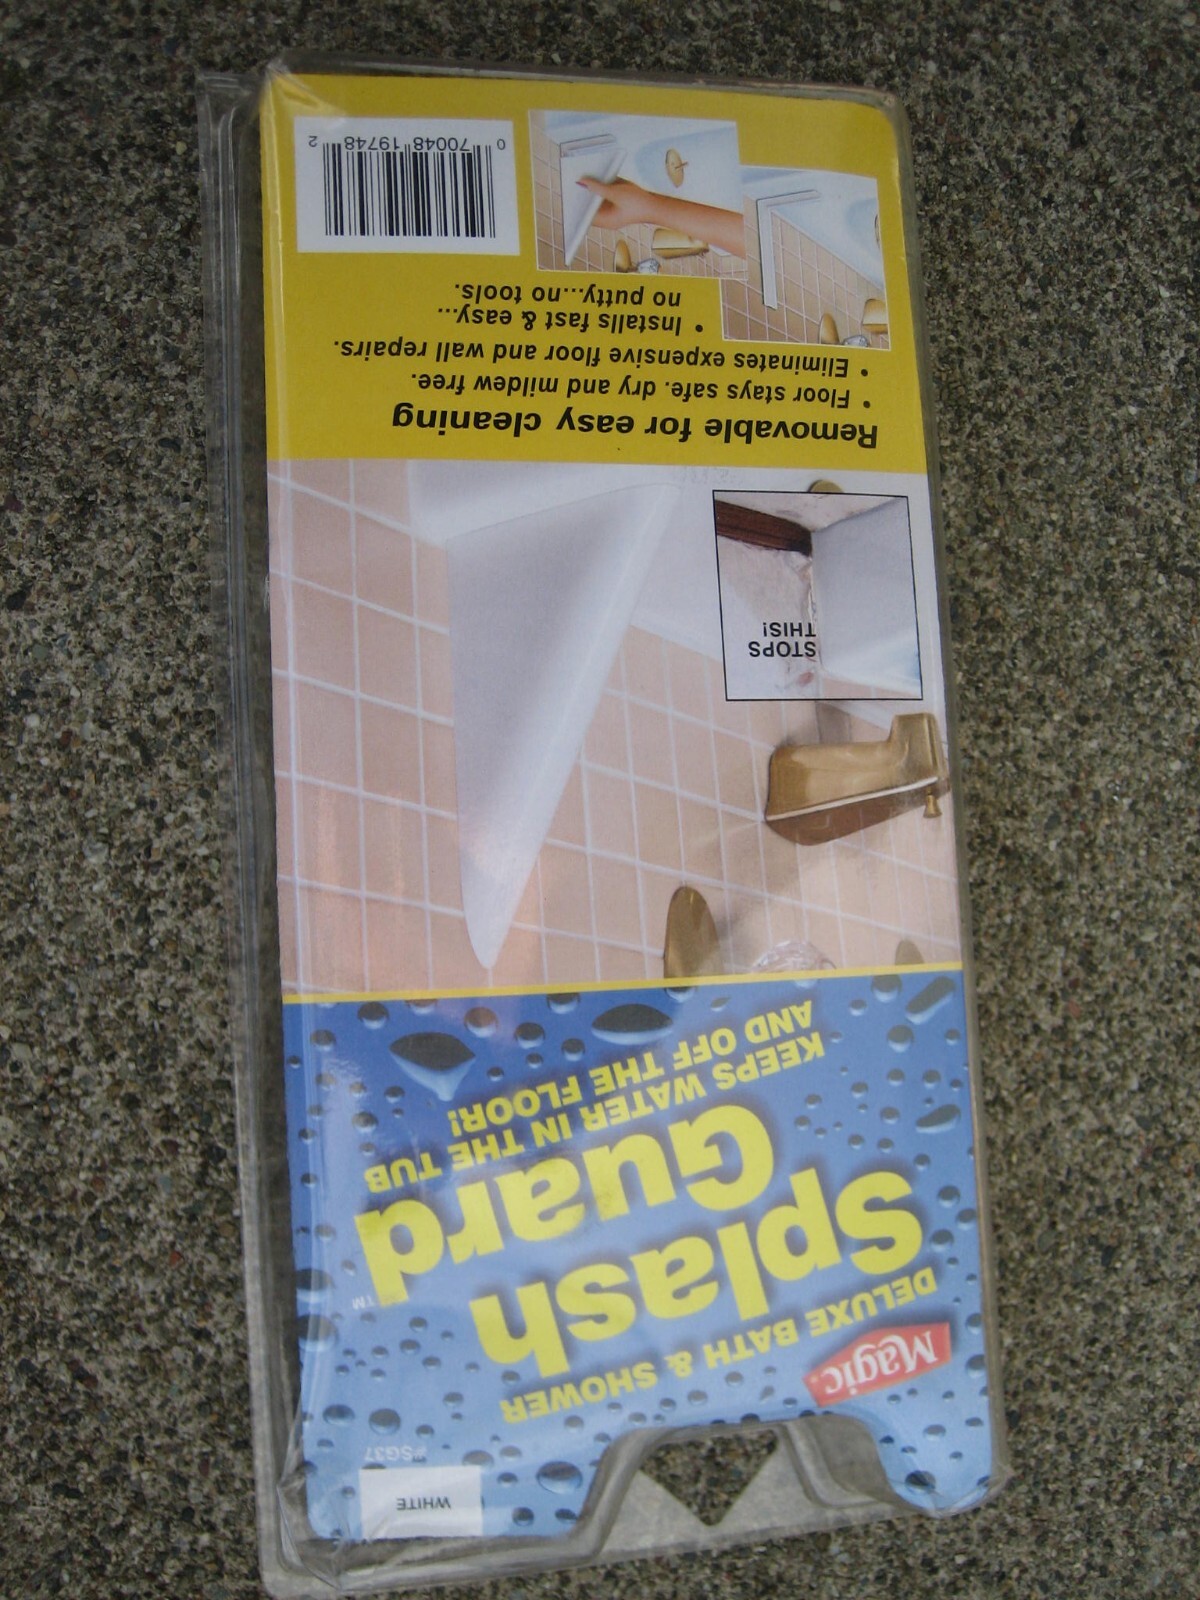 WHITE
#SG37
Magic
DELUXE BATH & SHOWER
Splash
Guard™
KEEPS WATER IN THE TUB
AND OFF THE FLOOR!
STOPS
THIS!
Removable for easy cleaning
• Floor stays safe. dry and mildew free.
• Eliminates expensive floor and wall repairs.
• Installs fast & easy...
no putty...no tools.
0 70048 19748 2